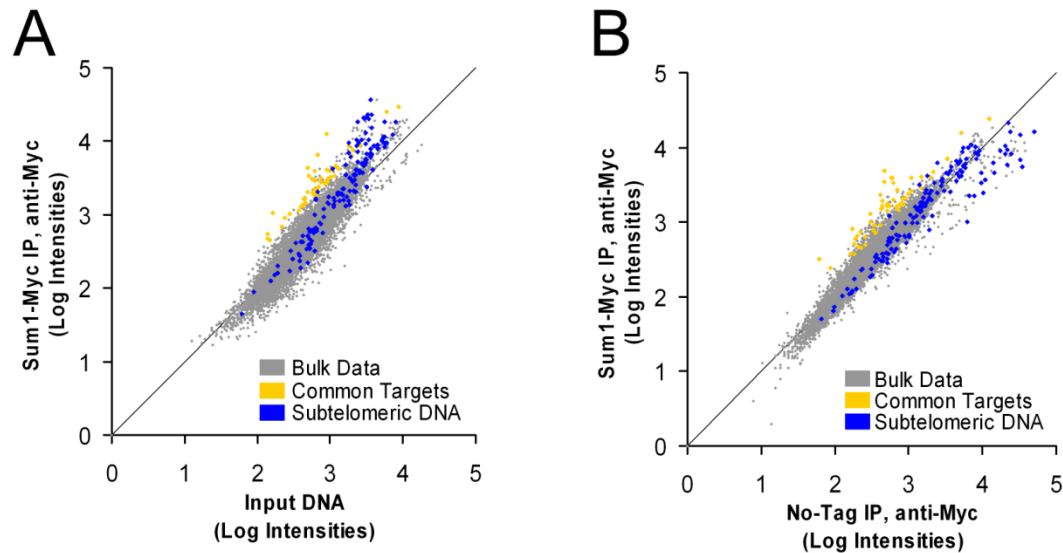 A
Sum1-Myc IP, anti-Myc
(Log Intensities)
5
4
3
2
1
0
Bulk Data
Common Targets
Subtelomeric DNA
0 1 2 3 4 5
Input DNA
(Log Intensities)
B
Sum1-Myc IP, anti-Myc
(Log Intensities)
5
4
3
2
1
0
Bulk Data
Common Targets
Subtelomeric DNA
0 1 2 3 4 5
No-Tag IP, anti-Myc
(Log Intensities)